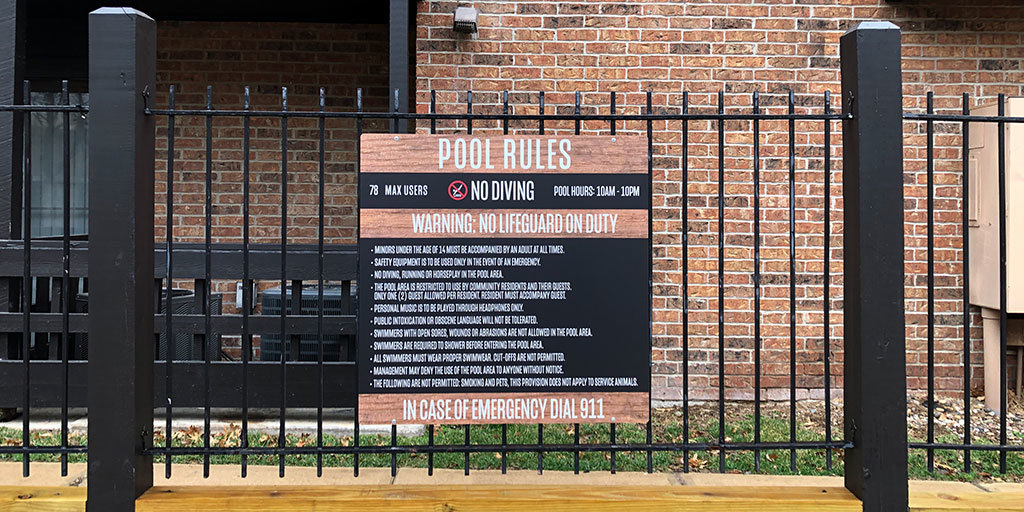 POOL RULES
78 MAX USERS NO DIVING POOL HOURS: 10AM - 10PM
WARNING: NO LIFEGUARD ON DUTY
• MINORS UNDER THE AGE OF 14 MUST BE ACCOMPANIED BY AN ADULT AT ALL TIMES.
• SAFETY EQUIPMENT IS TO BE USED ONLY IN THE EVENT OF AN EMERGENCY.
• NO DIVING, RUNNING OR HORSEPLAY IN THE POOL AREA.
• THE POOL AREA IS RESTRICTED TO USE BY COMMUNITY RESIDENTS AND THEIR GUESTS.
ONLY ONE (2) GUEST ALLOWED PER RESIDENT. RESIDENT MUST ACCOMPANY GUEST.
• PERSONAL MUSIC IS TO BE PLAYED THROUGH HEADPHONES ONLY.
• PUBLIC INTOXICATION OR OBSCENE LANGUAGE WILL NOT BE TOLERATED.
• SWIMMERS WITH OPEN SORES, WOUNDS OR ABRASIONS ARE NOT ALLOWED IN THE POOL AREA.
• SWIMMERS ARE REQUIRED TO SHOWER BEFORE ENTERING THE POOL AREA.
• ALL SWIMMERS MUST WEAR PROPER SWIMWEAR. CUT-OFFS ARE NOT PERMITTED.
• MANAGEMENT MAY DENY THE USE OF THE POOL AREA TO ANYONE WITHOUT NOTICE.
• THE FOLLOWING ARE NOT PERMITTED: SMOKING AND PETS, THIS PROVISION DOES NOT APPLY TO SERVICE ANIMALS.
IN CASE OF EMERGENCY DIAL 911